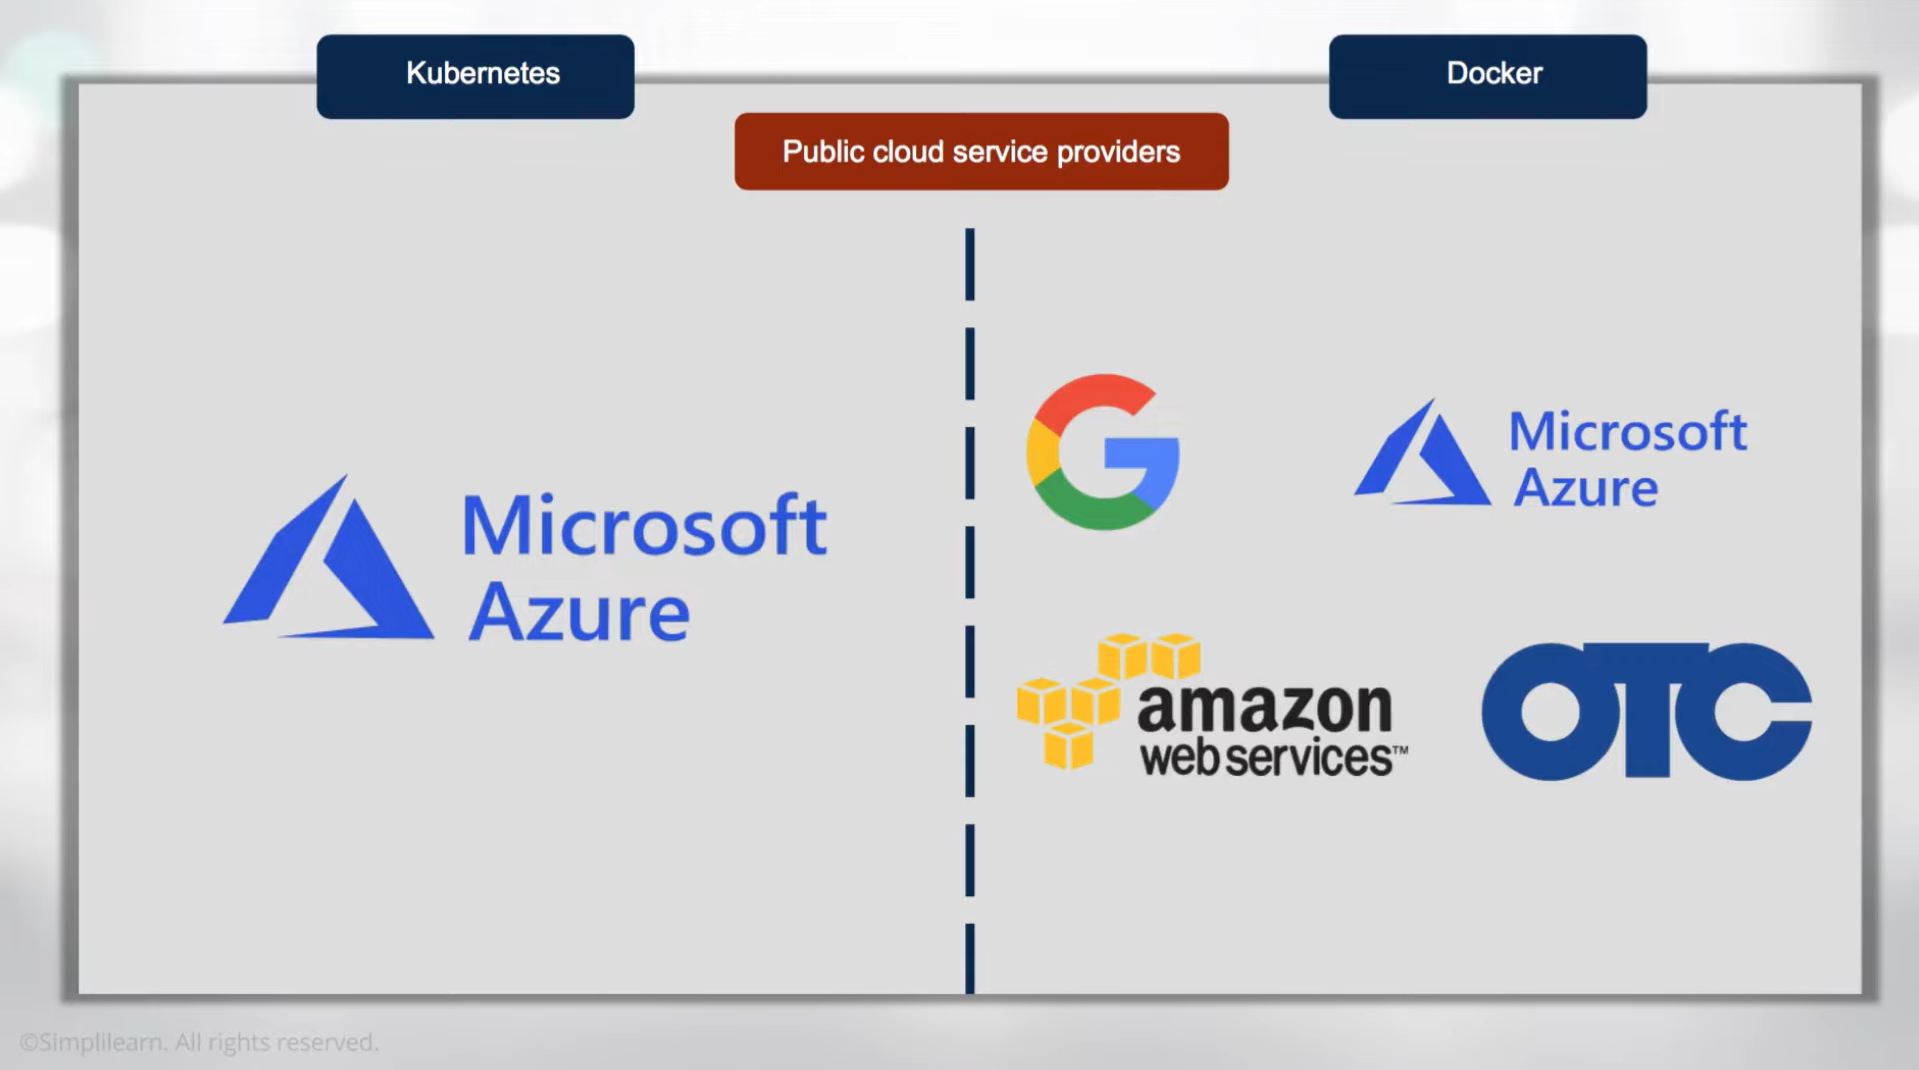 Kubernetes
Docker
Public cloud service providers
Microsoft
Azure
Microsoft
Azure
amazon
web services™
OTC
©Simplilearn. All rights reserved.